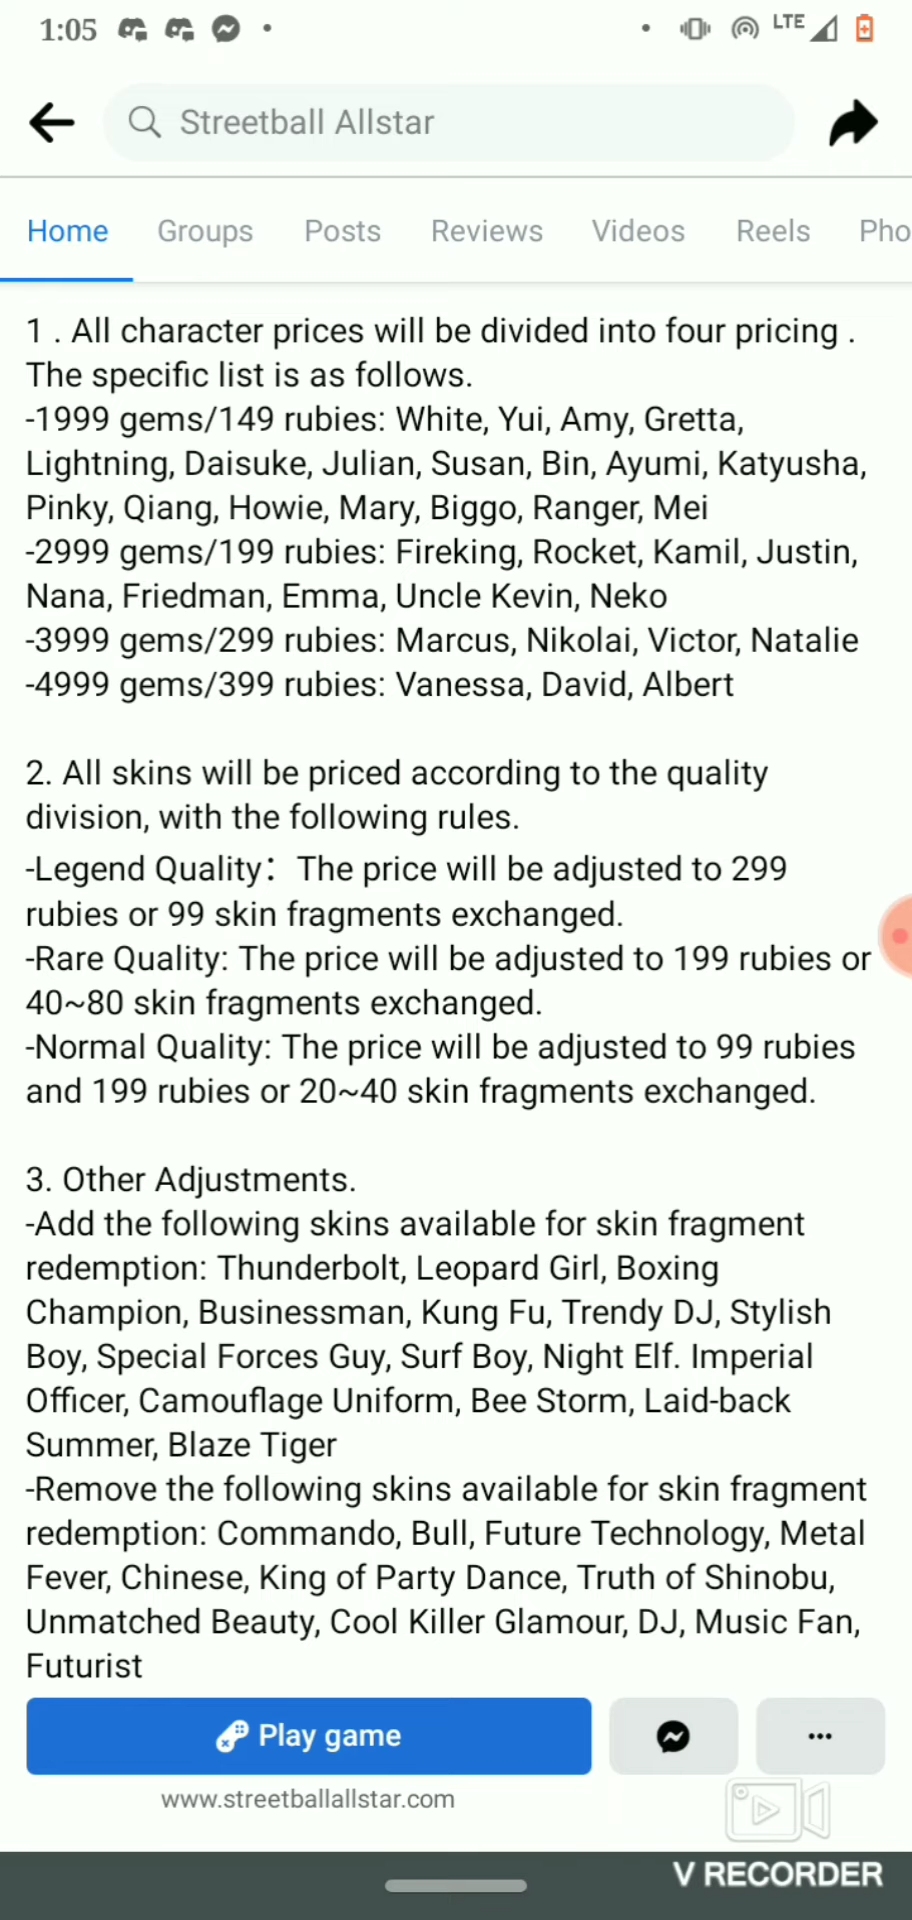 1:05
LTE
Streetball Allstar
Home Groups Posts Reviews Videos Reels Pho
1 . All character prices will be divided into four pricing .
The specific list is as follows.
-1999 gems/149 rubies: White, Yui, Amy, Gretta,
Lightning, Daisuke, Julian, Susan, Bin, Ayumi, Katyusha,
Pinky, Qiang, Howie, Mary, Biggo, Ranger, Mei
-2999 gems/199 rubies: Fireking, Rocket, Kamil, Justin,
Nana, Friedman, Emma, Uncle Kevin, Neko
-3999 gems/299 rubies: Marcus, Nikolai, Victor, Natalie
-4999 gems/399 rubies: Vanessa, David, Albert
2. All skins will be priced according to the quality
division, with the following rules.
-Legend Quality：The price will be adjusted to 299
rubies or 99 skin fragments exchanged.
-Rare Quality: The price will be adjusted to 199 rubies or
40~80 skin fragments exchanged.
-Normal Quality: The price will be adjusted to 99 rubies
and 199 rubies or 20~40 skin fragments exchanged.
3. Other Adjustments.
-Add the following skins available for skin fragment
redemption: Thunderbolt, Leopard Girl, Boxing
Champion, Businessman, Kung Fu, Trendy DJ, Stylish
Boy, Special Forces Guy, Surf Boy, Night Elf. Imperial
Officer, Camouflage Uniform, Bee Storm, Laid-back
Summer, Blaze Tiger
-Remove the following skins available for skin fragment
redemption: Commando, Bull, Future Technology, Metal
Fever, Chinese, King of Party Dance, Truth of Shinobu,
Unmatched Beauty, Cool Killer Glamour, DJ, Music Fan,
Futurist
Play game
www.streetballallstar.com
V RECORDER